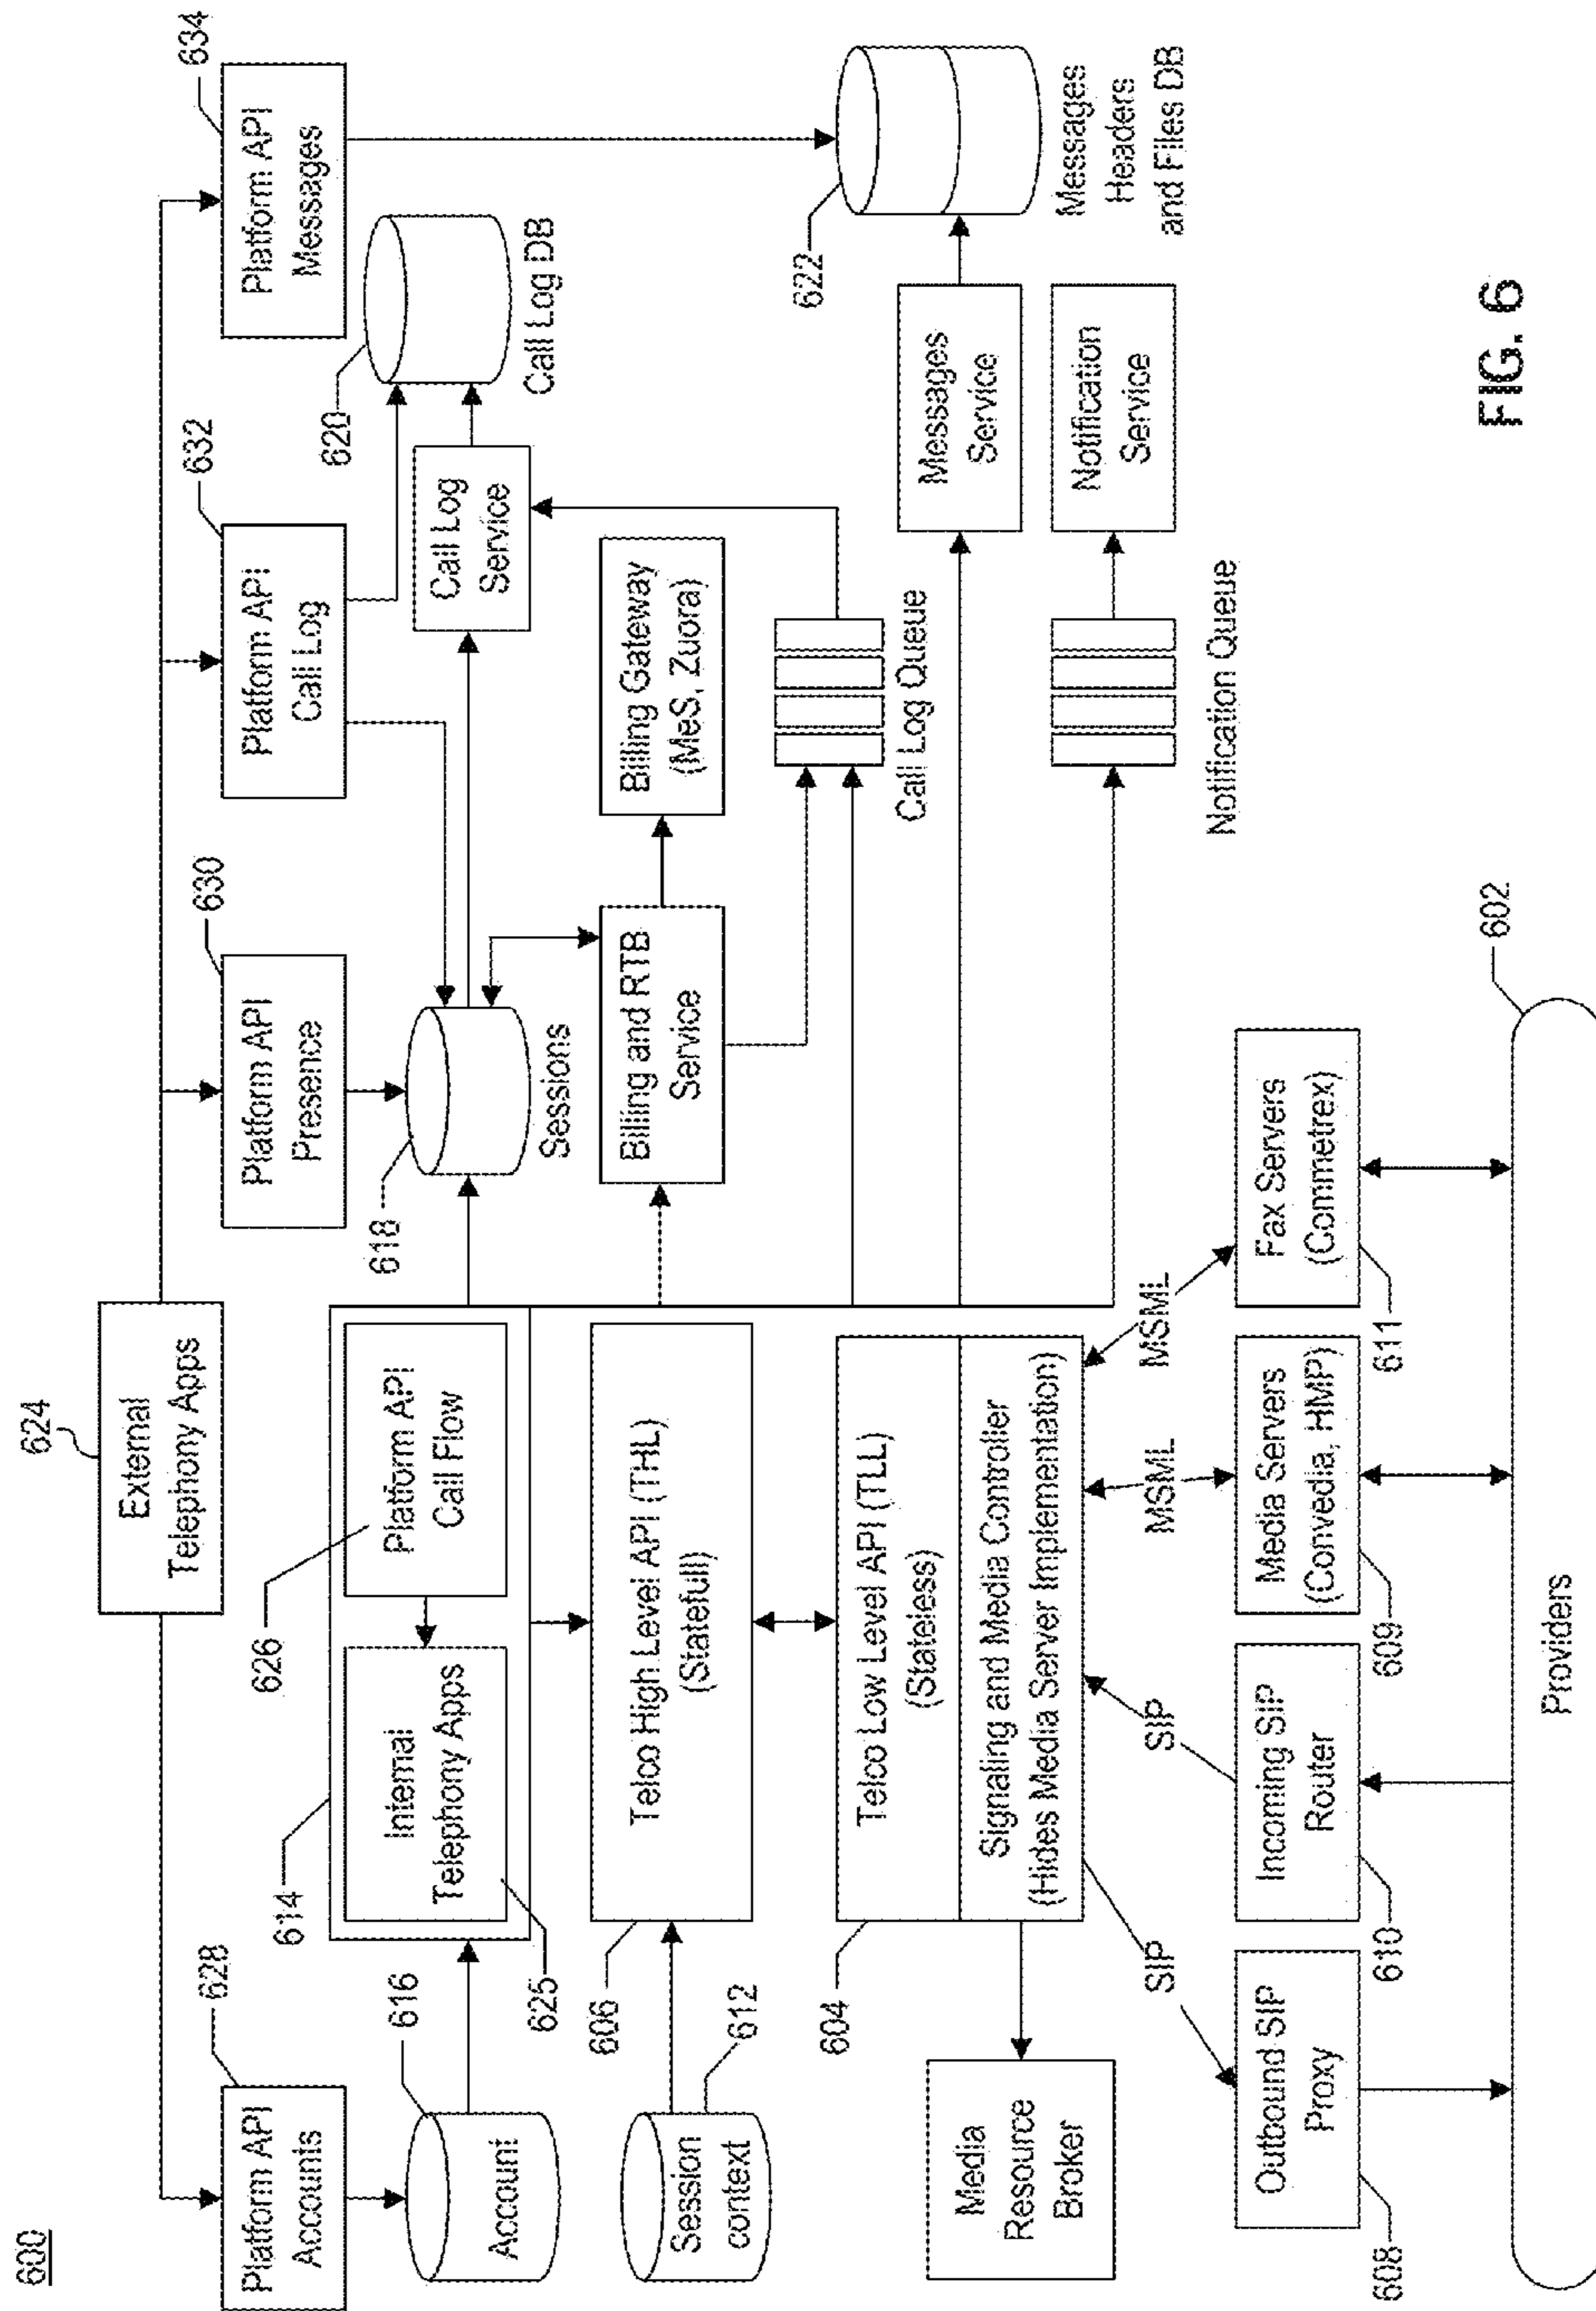 600
624
External
Telephony Apps
628
Platform API
Accounts
630
Platform API
Presence
632
Platform API
Call Log
634
Platform API
Messages
616
Account
614
626
Internal
Telephony Apps
Platform API
Call Flow
625
618
Sessions
Call Log
Service
620
Call Log DB
606
Session
context
612
Telco High Level API (THL)
(Statefull)
Billing and RTB
Service
Billing Gateway
(MeS, Zuora)
604
Telco Low Level API (TLL)
(Stateless)
Signaling and Media Controller
(Hides Media Server Implementation)
Call Log Queue
622
Messages
Headers
and Files DB
Media
Resource
Broker
Messages
Service
Notification Queue
Notification
Service
SIP
SIP
MSML
MSML
Outbound SIP
Proxy
608
Incoming SIP
Router
610
Media Servers
(Convedia, HMP)
609
Fax Servers
(Commetrex)
611
602
Providers
FIG. 6